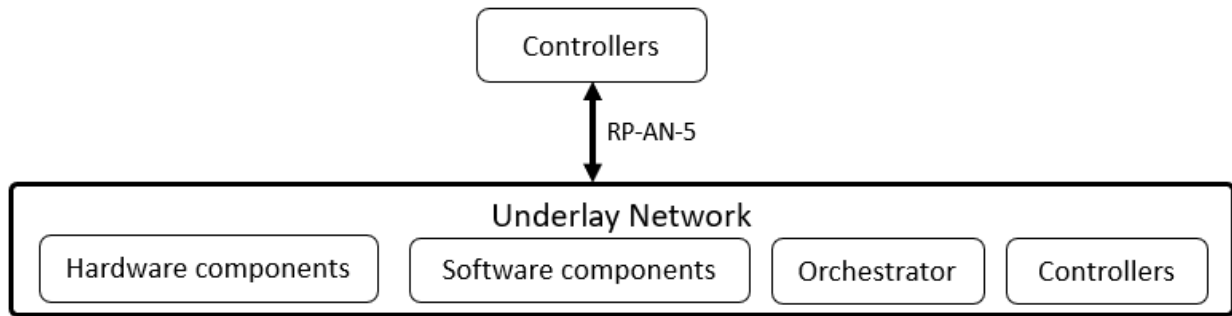 Controllers
RP-AN-5
Underlay Network
Hardware components
Software components
Orchestrator
Controllers